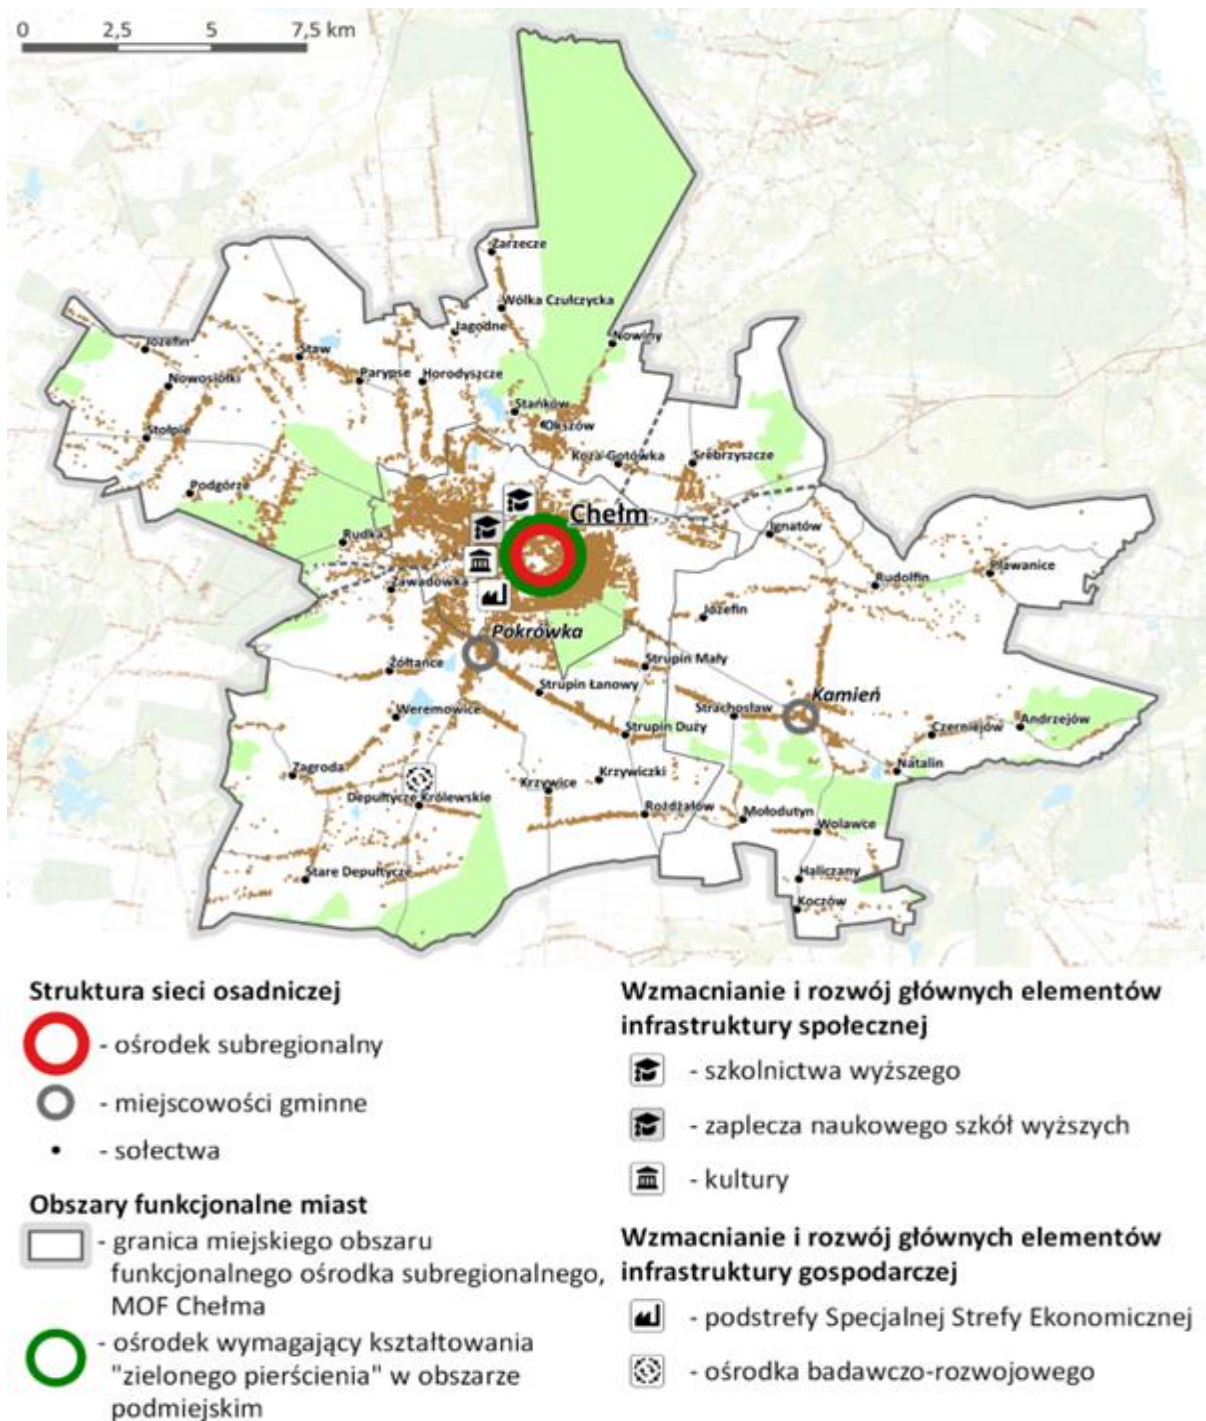 0 2,5 5 7,5 km
Zarzecze
Wólka Czułczycka
Jagodne
Nowiny
Józefin
Staw
Nowosiółki
Parypse
Horodyszcze
Stańków
Okszów
Stołpie
Koza-Gotówka
Srebrzyszcze
Podgórze
Chełm
Rudka
Ignatów
Zawadówka
Rudolfin
Pławanice
Józefin
Pokrówka
Żółtańce
Strupin Mały
Strupin Łanowy
Kamień
Weremowice
Strachosław
Strupin Duży
Czerniejów
Andrzejów
Zagroda
Natalin
Krzywice
Krzywiczki
Depułtycze Królewskie
Rożdżałów
Mołodutyn
Wolawce
Stare Depułtycze
Haliczany
Koczów
Struktura sieci osadniczej
- ośrodek subregionalny
- miejscowości gminne
- sołectwa
Obszary funkcjonalne miast
- granica miejskiego obszaru
funkcjonalnego ośrodka subregionalnego,
MOF Chełma
- ośrodek wymagający kształtowania
"zielonego pierścienia" w obszarze
podmiejskim
Wzmacnianie i rozwój głównych elementów
infrastruktury społecznej
- szkolnictwa wyższego
- zaplecza naukowego szkół wyższych
- kultury
Wzmacnianie i rozwój głównych elementów
infrastruktury gospodarczej
- podstrefy Specjalnej Strefy Ekonomicznej
- ośrodka badawczo-rozwojowego